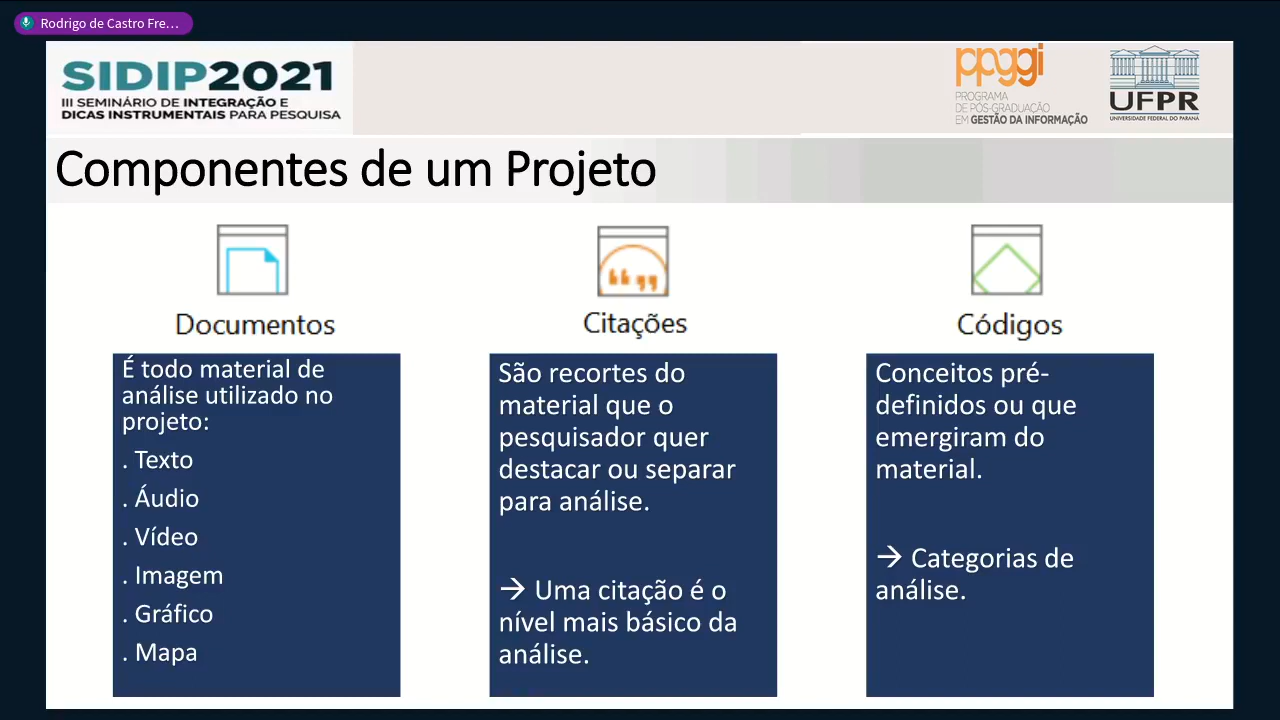 Rodrigo de Castro Fre...
SIDIP2021
III SEMINÁRIO DE INTEGRAÇÃO E
DICAS INSTRUMENTAIS PARA PESQUISA
ppggi
PROGRAMA
DE PÓS-GRADUAÇÃO
EM GESTÃO DA INFORMAÇÃO
UFPR
UNIVERSIDADE FEDERAL DO PARANÁ
Componentes de um Projeto
Documentos
É todo material de
análise utilizado no
projeto:
. Texto
. Áudio
. Vídeo
. Imagem
. Gráfico
. Mapa
Citações
São recortes do
material que o
pesquisador quer
destacar ou separar
para análise.
→ Uma citação é o
nível mais básico da
análise.
Códigos
Conceitos pré-
definidos ou que
emergiram do
material.
→ Categorias de
análise.